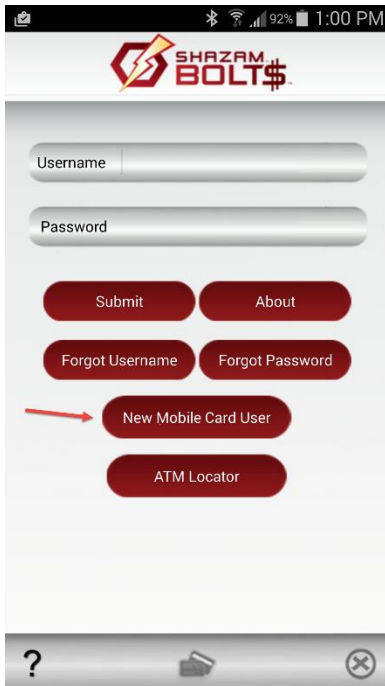 92% 1:00 PM
SHAZAM
BOLT$
Username
Password
Submit About
Forgot Username Forgot Password
New Mobile Card User
ATM Locator
?